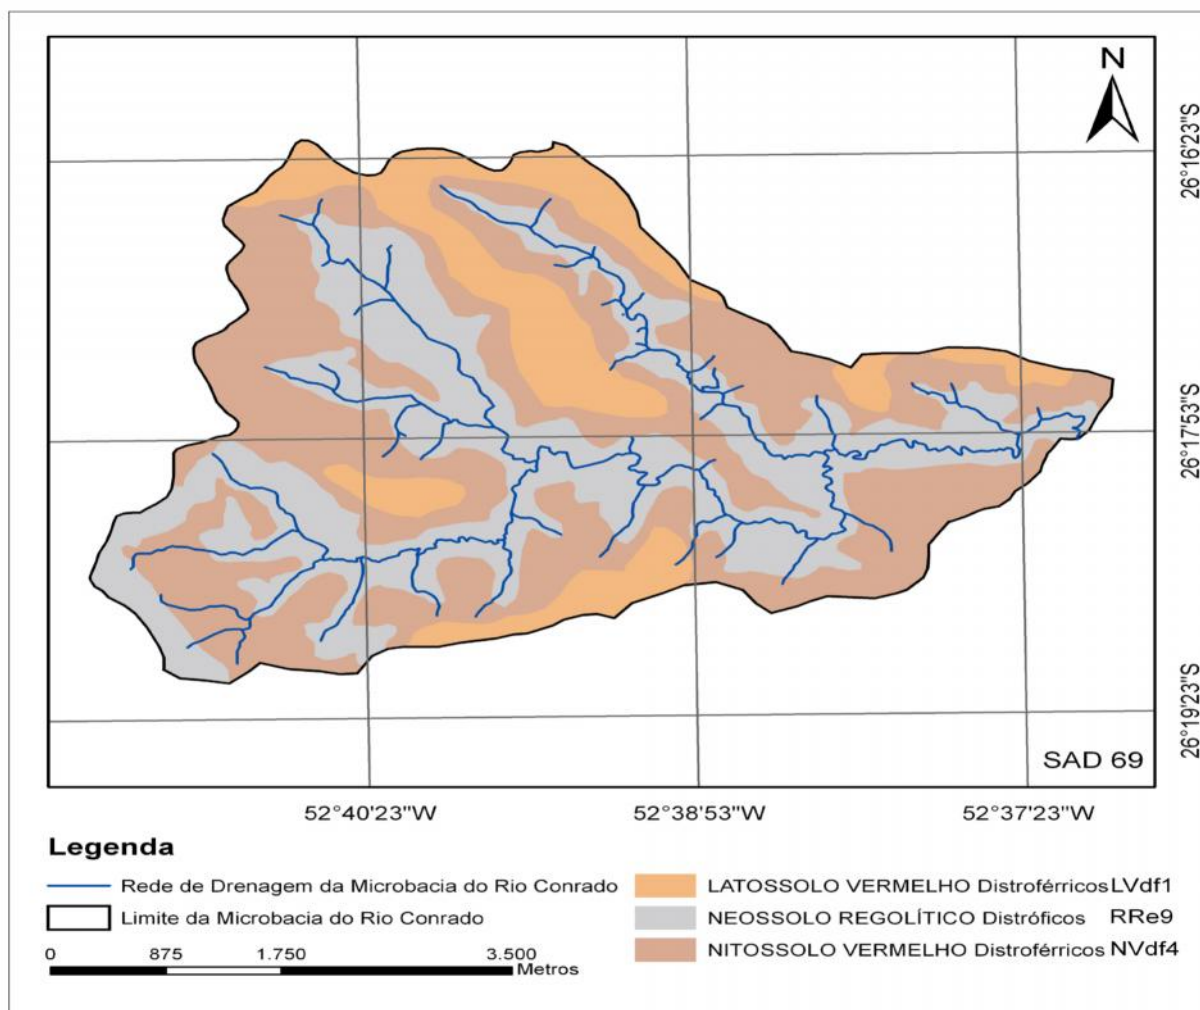 N
26°16'23"S
26°17'53"S
26°19'23"S
SAD 69
52°40'23"W 52°38'53"W 52°37'23"W
Legenda
Rede de Drenagem da Microbacia do Rio Conrado
Limite da Microbacia do Rio Conrado
0 875 1.750 3.500
Metros
LATOSSOLO VERMELHO Distroférricos LVdf1
NEOSSOLO REGOLÍTICO Distróficos RRe9
NITOSSOLO VERMELHO Distroférricos NVdf4